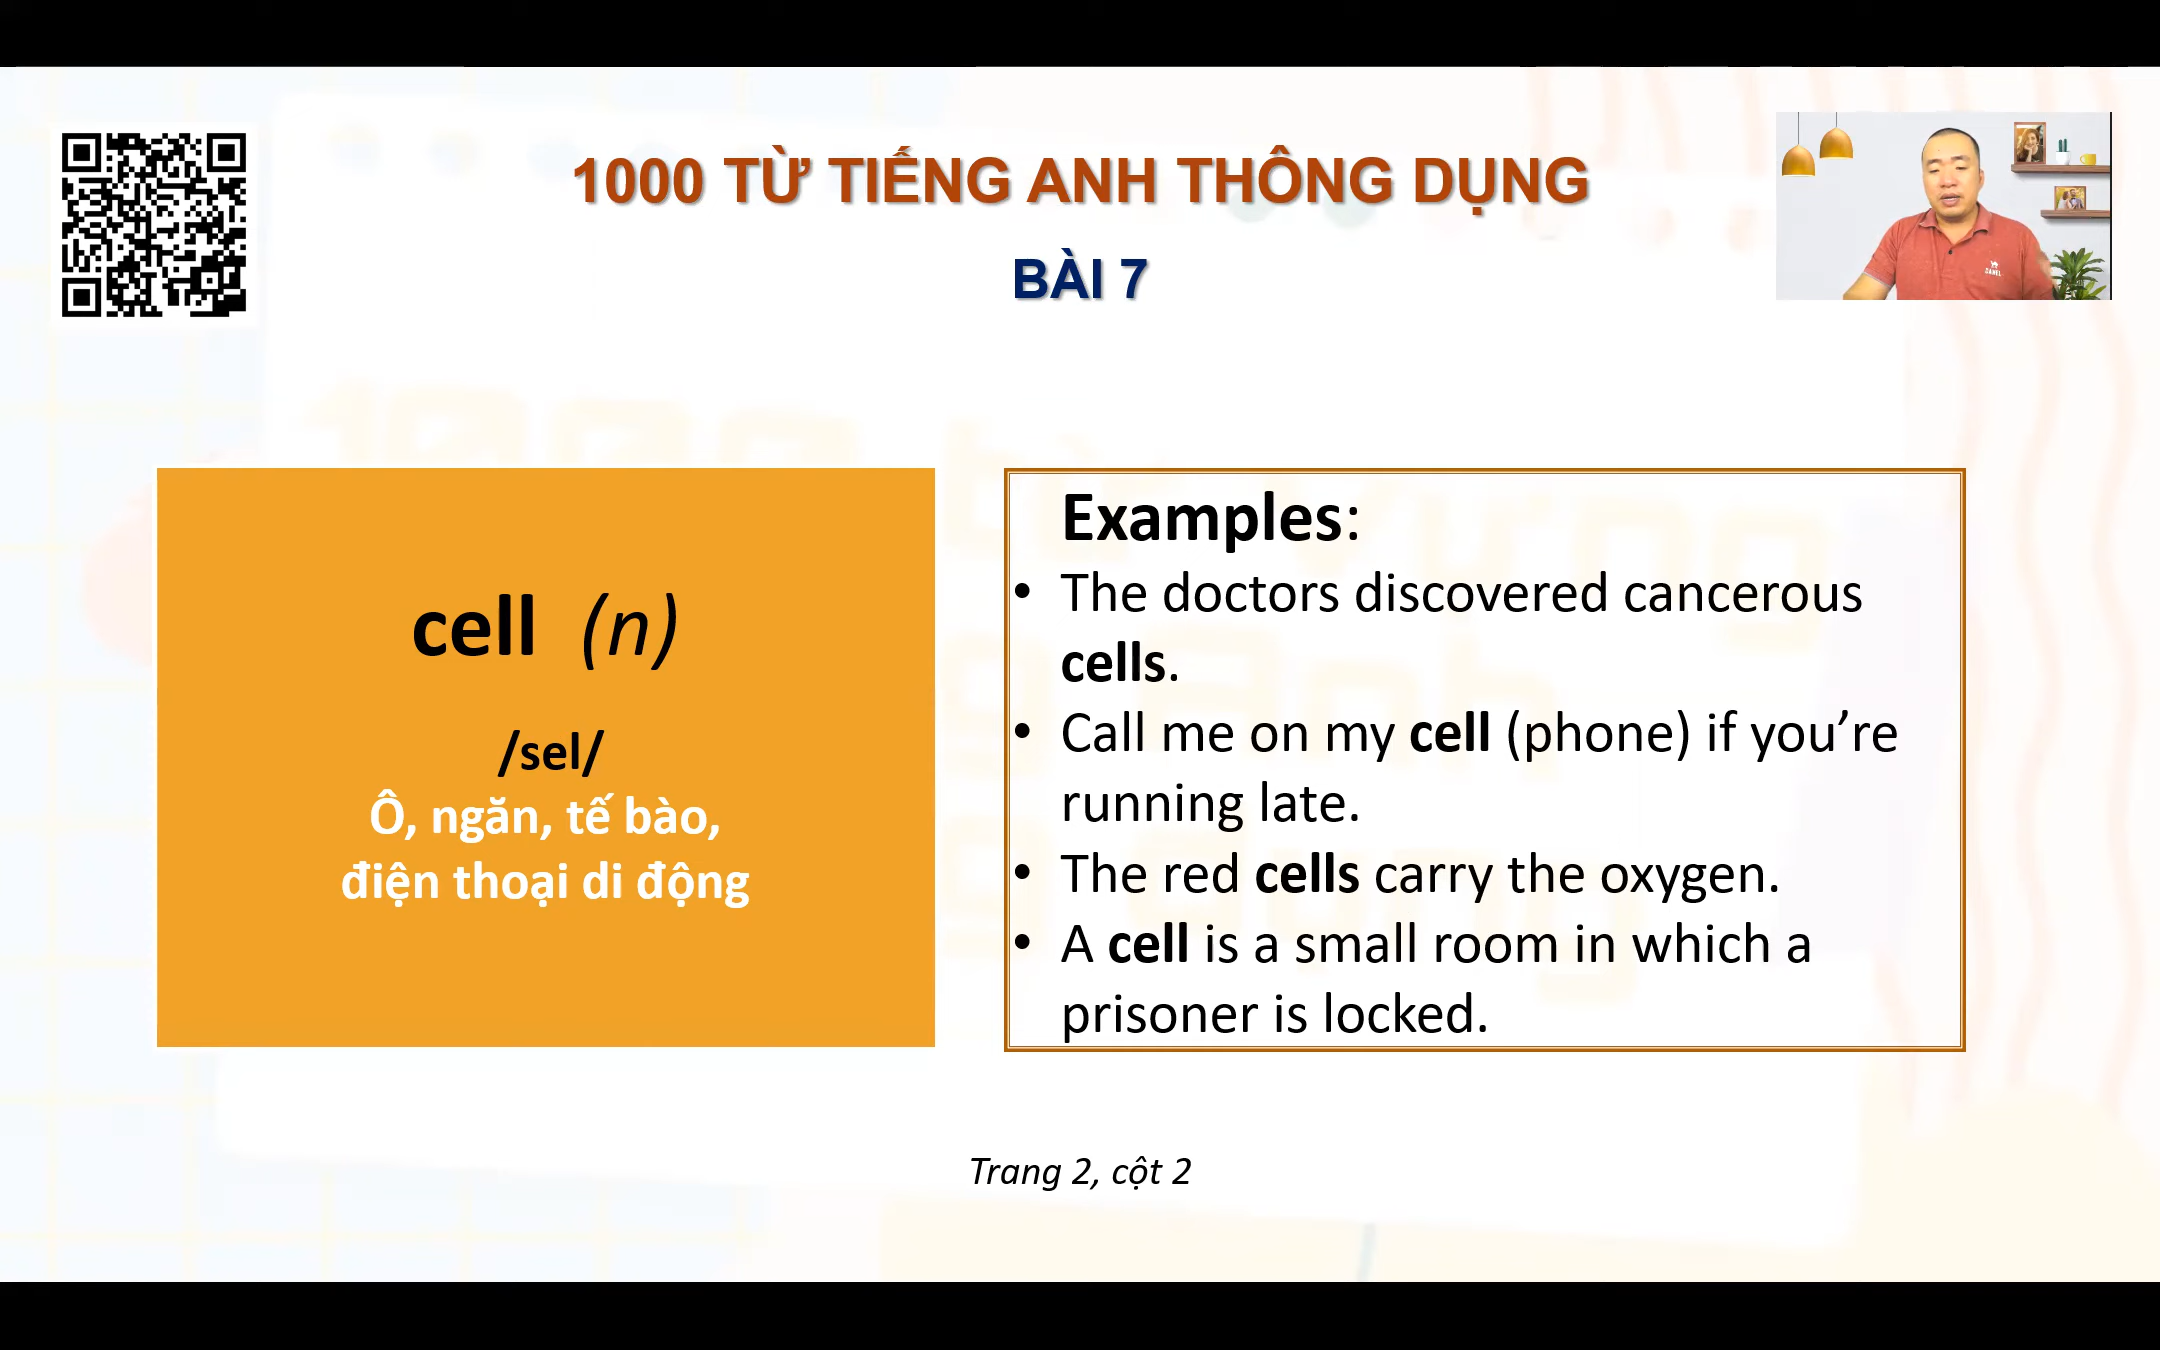 1000 TỪ TIẾNG ANH THÔNG DỤNG
BÀI 7
cell (n)
/sel/
Ô, ngăn, tế bào,
điện thoại di động
Examples:
• The doctors discovered cancerous
cells.
• Call me on my cell (phone) if you’re
running late.
• The red cells carry the oxygen.
• A cell is a small room in which a
prisoner is locked.
Trang 2, cột 2